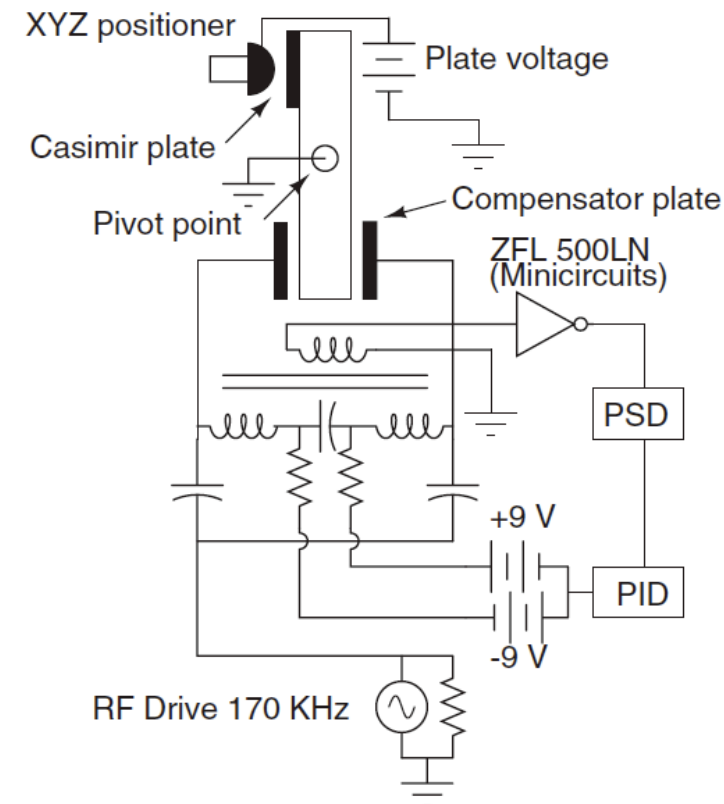 XYZ positioner
Plate voltage
Casimir plate
Pivot point
Compensator plate
ZFL 500LN
(Minicircuits)
PSD
+9 V
PID
-9 V
RF Drive 170 KHz